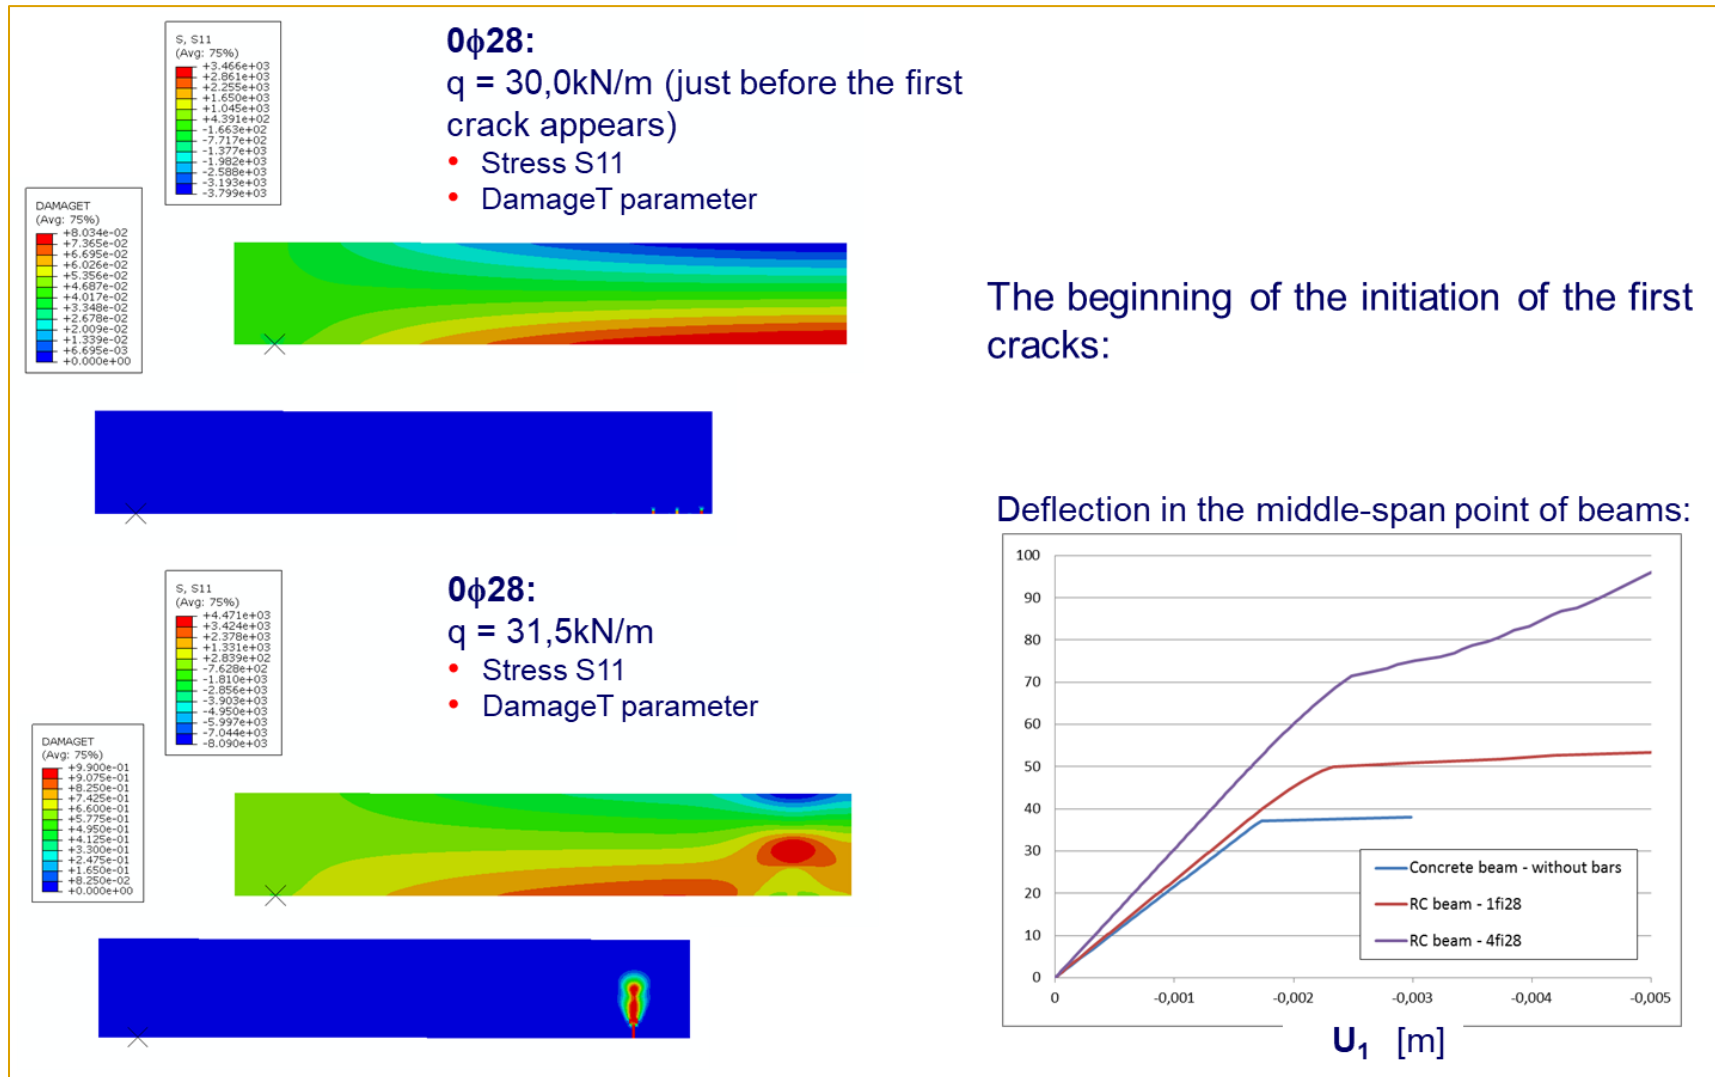 S, S11
(Avg: 75%)
+3.466e+03
+2.861e+03
+2.255e+03
+1.650e+03
+1.045e+03
+4.391e+02
-1.663e+02
-7.717e+02
-1.377e+03
-1.982e+03
-2.588e+03
-3.193e+03
-3.799e+03
0ϕ28:
q = 30,0kN/m (just before the first
crack appears)
• Stress S11
• DamageT parameter
DAMAGET
(Avg: 75%)
+8.034e-02
+7.365e-02
+6.695e-02
+6.026e-02
+5.356e-02
+4.687e-02
+4.017e-02
+3.348e-02
+2.678e-02
+2.009e-02
+1.339e-02
+6.695e-03
+0.000e+00
The beginning of the initiation of the first
cracks:
S, S11
(Avg: 75%)
+4.471e+03
+3.424e+03
+2.378e+03
+1.331e+03
+2.839e+02
-7.628e+02
-1.810e+03
-2.856e+03
-3.903e+03
-4.950e+03
-5.997e+03
-7.044e+03
-8.090e+03
0ϕ28:
q = 31,5kN/m
• Stress S11
• DamageT parameter
DAMAGET
(Avg: 75%)
+9.900e-01
+9.075e-01
+8.250e-01
+7.425e-01
+6.600e-01
+5.775e-01
+4.950e-01
+4.125e-01
+3.300e-01
+2.475e-01
+1.650e-01
+8.250e-02
+0.000e+00
Deflection in the middle-span point of beams:
100
90
80
70
60
50
40
30
20
10
0
Concrete beam - without bars
RC beam - 1fi28
RC beam - 4fi28
0 -0,001 -0,002 -0,003 -0,004 -0,005
U1 [m]